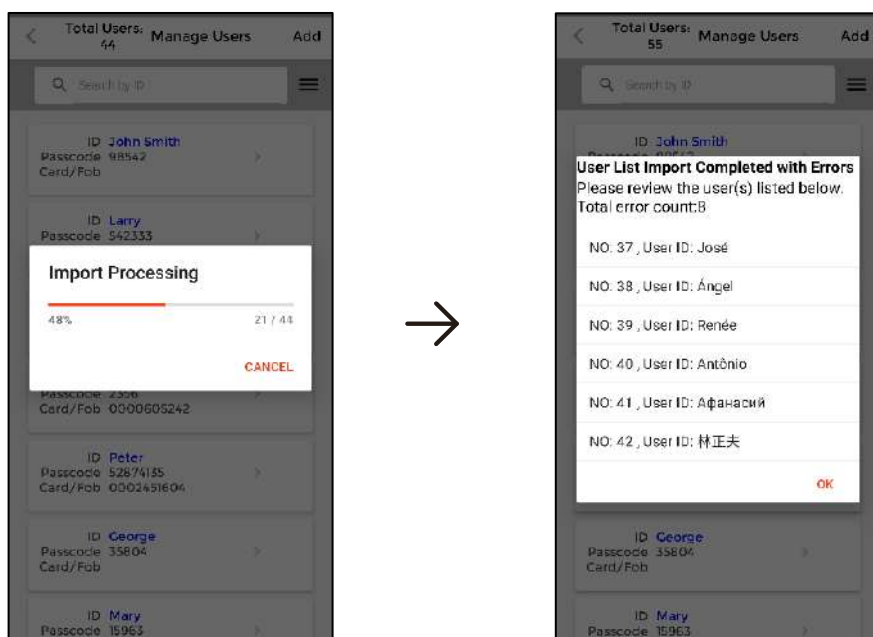 Total Users:
44
Manage Users
Add
Search by ID
ID John Smith
Passcode 98542
Card/Fob
ID Larry
Passcode 542333
Import Processing
48%
21 / 44
CANCEL
Passcode 2356
Card/Fob 0000605242
ID Peter
Passcode 52874135
Card/Fob 0002451604
ID George
Passcode 35804
Card/Fob
ID Mary
Passcode 15963
Total Users:
55
Manage Users
Add
Search by ID
ID John Smith
User List Import Completed with Errors
Please review the user(s) listed below.
Total error count:8
NO: 37 , User ID: José
NO: 38 , User ID: Ángel
NO: 39 , User ID: Renée
NO: 40 , User ID: Antônio
NO: 41 , User ID: Афанасий
NO: 42 , User ID: 林正夫
OK
ID George
Passcode 35804
Card/Fob
ID Mary
Passcode 15963